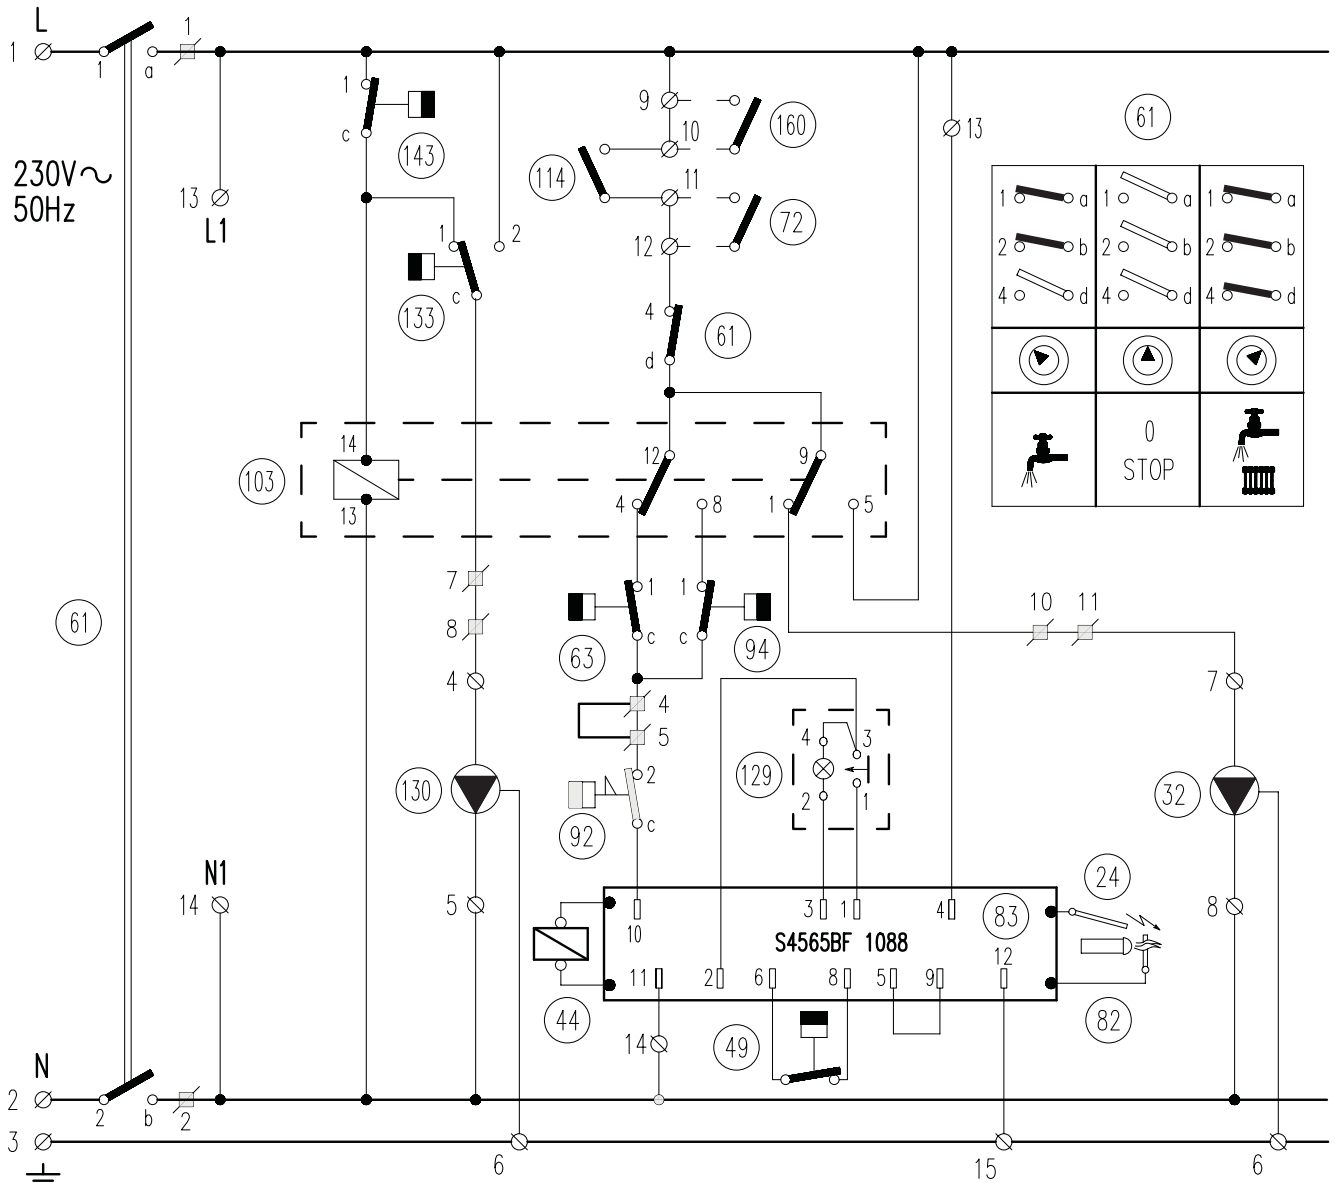 L
1
1
1 a
230V~
50Hz
13
L1
1
c
143
1 2
133
c
9
10
160
114
11
72
12
4
61
d
13
61
1 a 1 a 1 a
2 b 2 b 2 b
4 d 4 d 4 d
0
STOP
103
14
13
12
9
4 8 1 5
7
8
4
61
1 1
c c
63 94
4
5
2
92 c
10 11
7
130
129
4 3
2 1
32
N1
14
5
8
24
10
3 1 4
83
S4565BF 1088
11 2 6 8 5 9 12
44
14
49
82
N
2
2 b 2
3
6
15
6